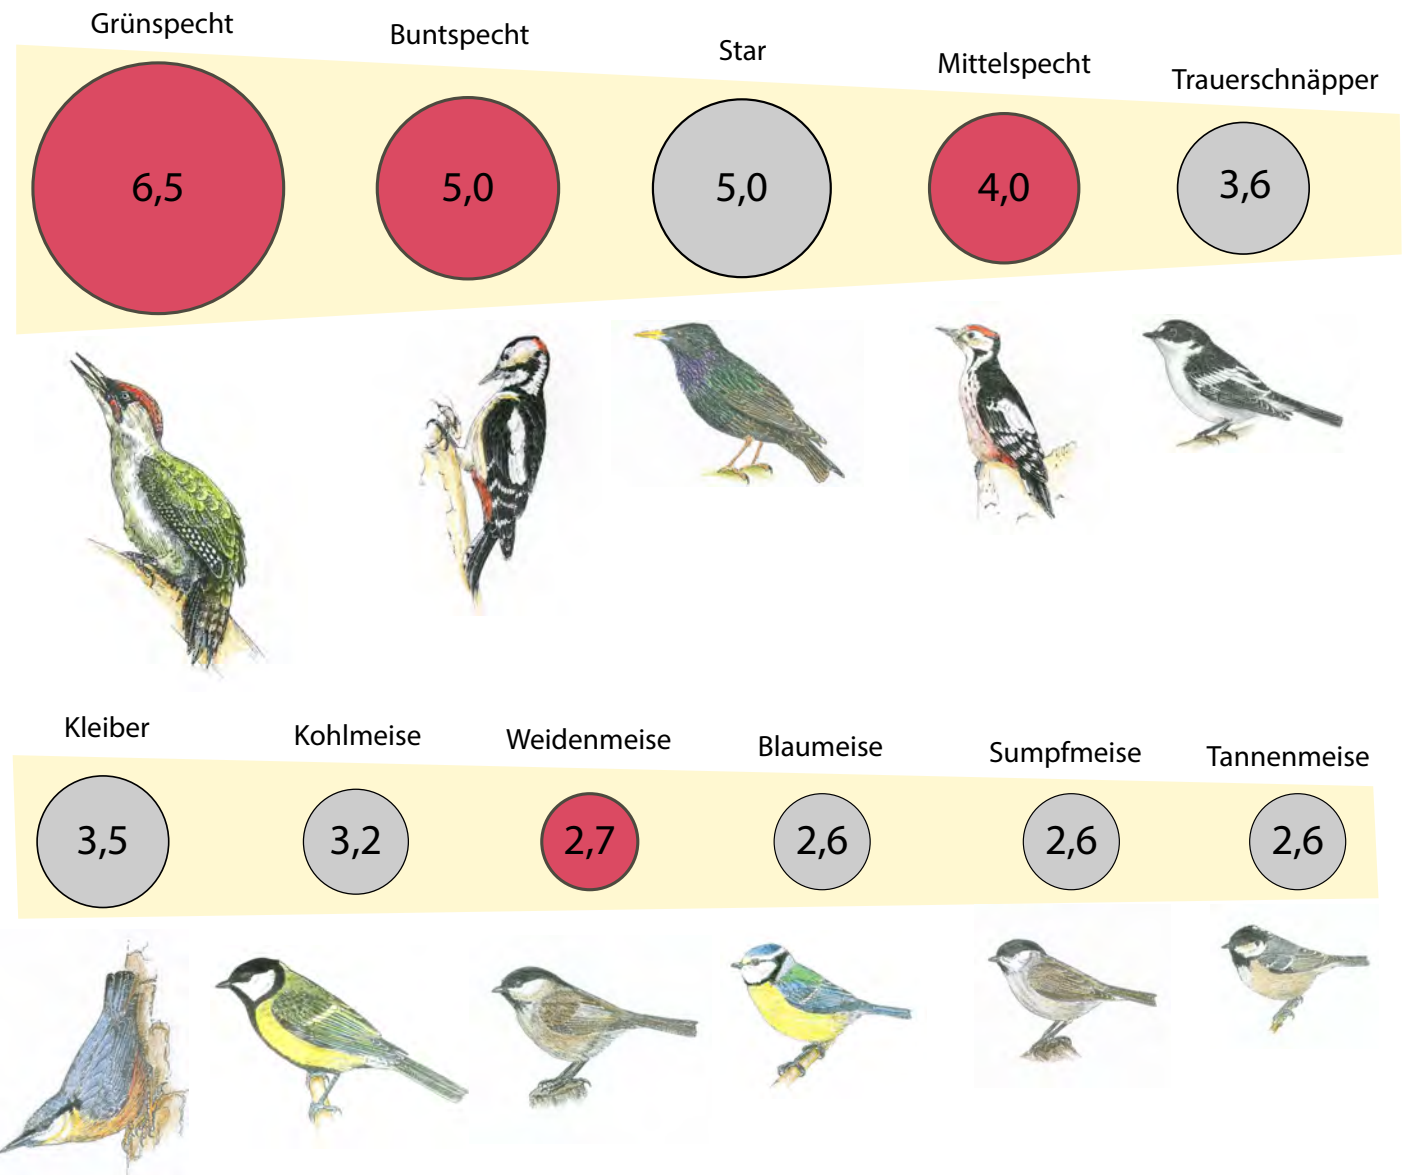 Grünspecht
Buntspecht
Star
Mittelspecht
Trauerschnäpper
6,5
5,0
5,0
4,0
3,6
Kleiber
Kohlmeise
Weidenmeise
Blaumeise
Sumpfmeise
Tannenmeise
3,5
3,2
2,7
2,6
2,6
2,6